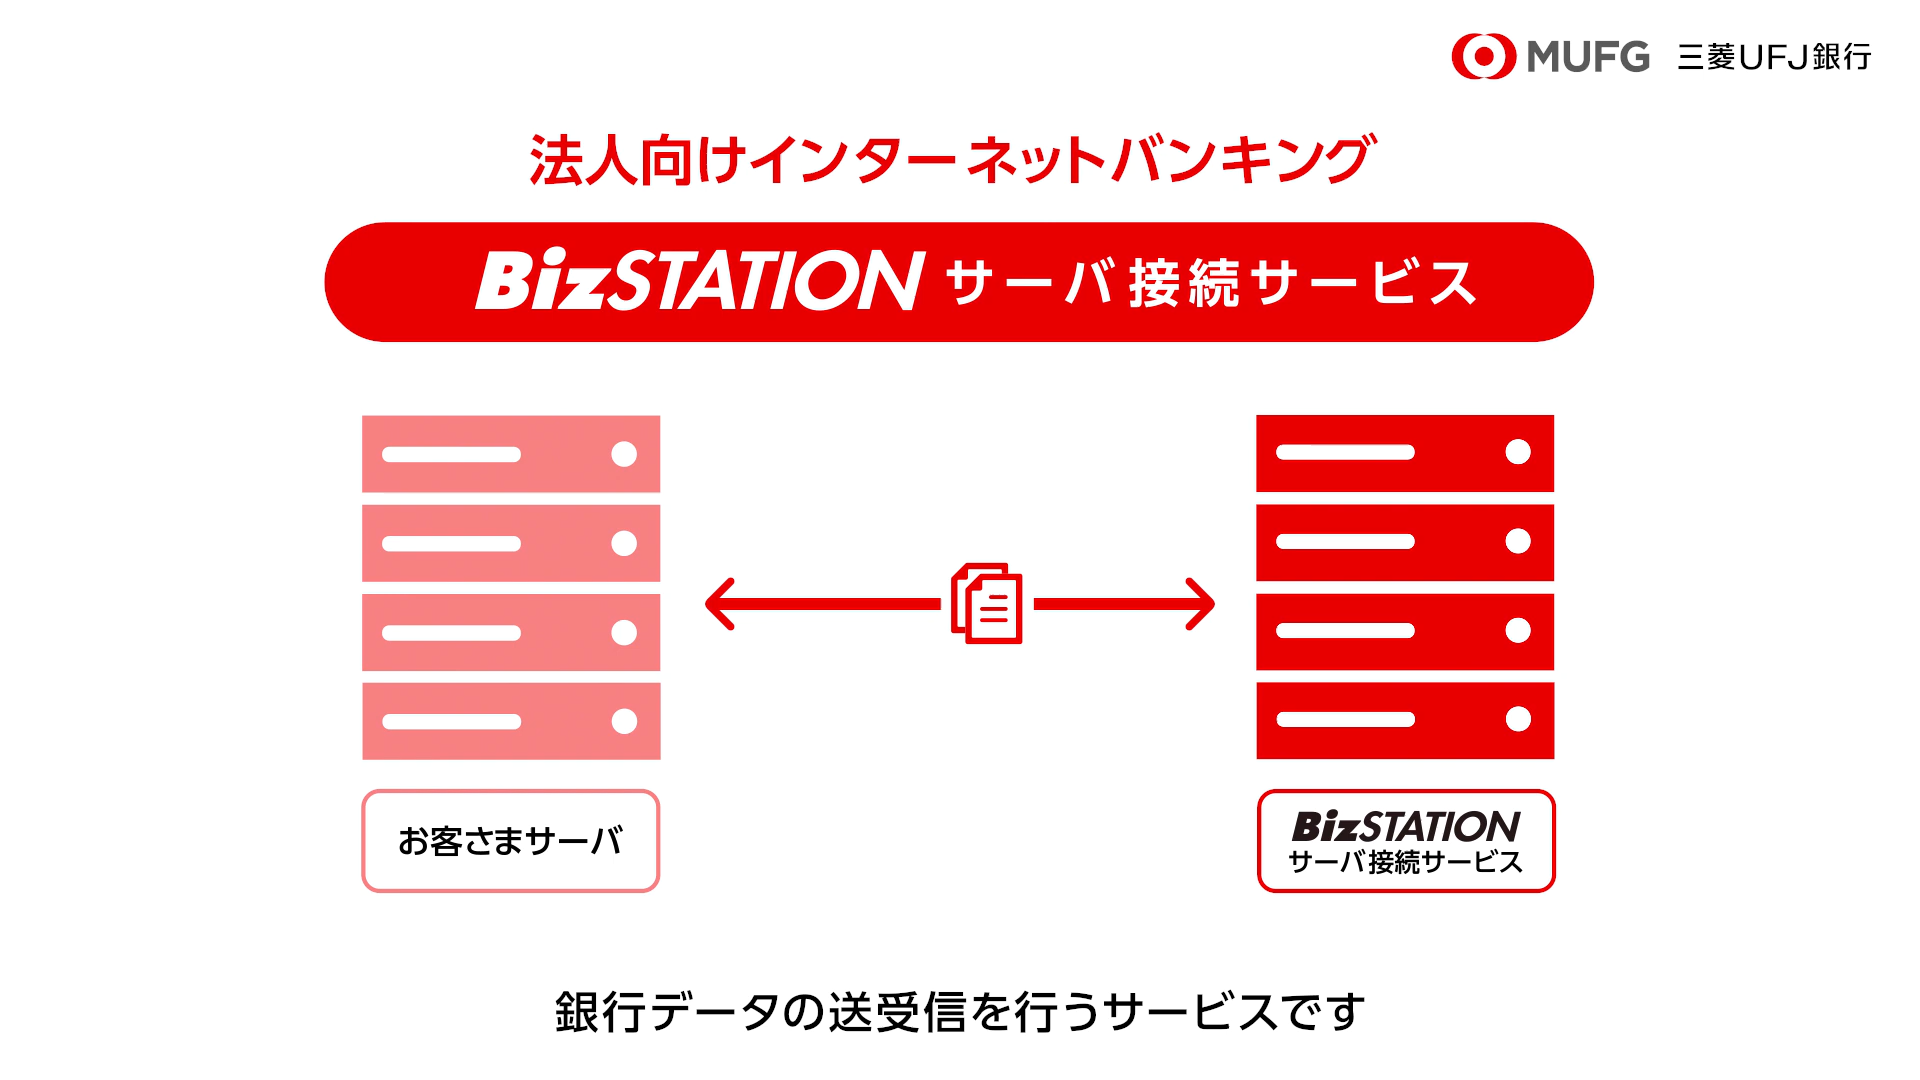 MUFG 三菱UFJ銀行
法人向けインターネットバンキング
BizSTATION サーバ接続サービス
お客さまサーバ
BizSTATION
サーバ接続サービス
銀行データの送受信を行うサービスです